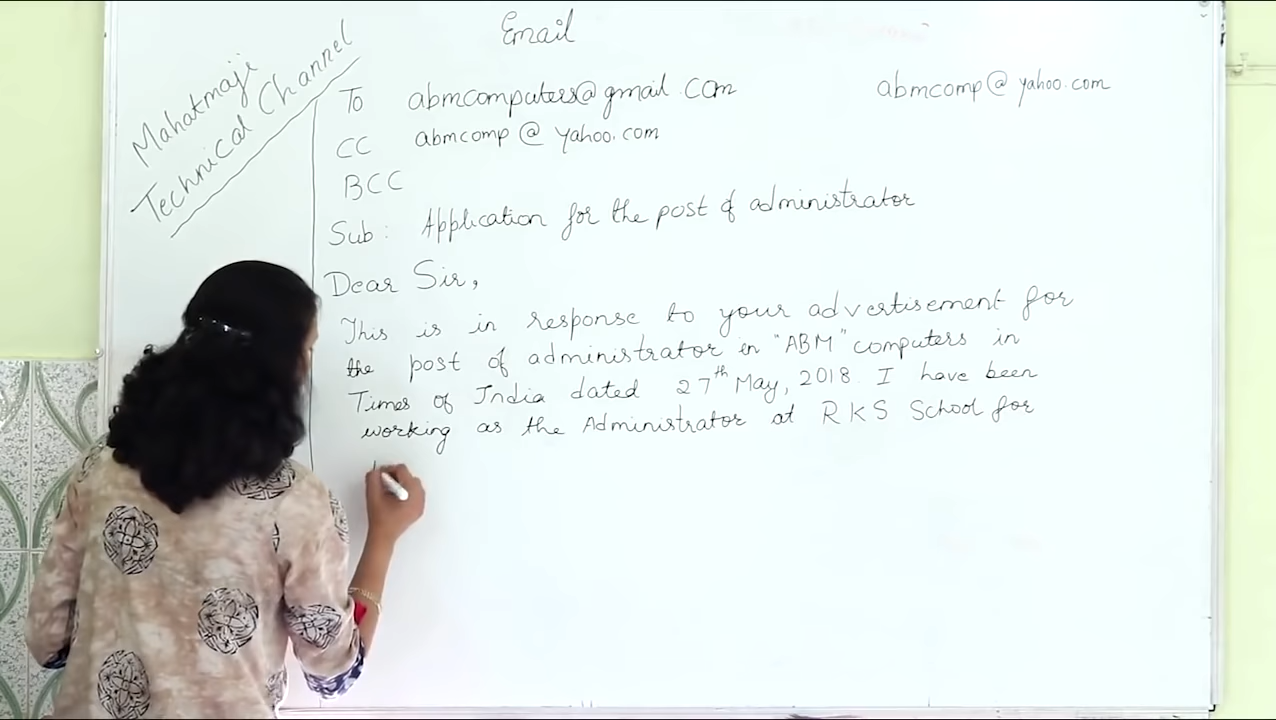 Email
Mahatmaji
Technical Channel
To abmcomputers@gmail.com abmcomp@yahoo.com
CC abmcomp@yahoo.com
BCC
Sub: Application for the post of administrator
Dear Sir,
This is in response to your advertisement for
the post of administrator in "ABM" computers in
Times of India dated 27th May, 2018. I have been
working as the Administrator at RKS School for